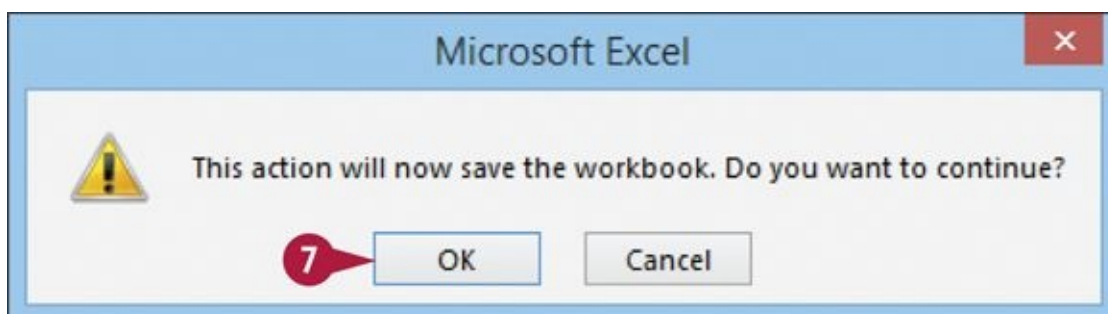 Microsoft Excel
This action will now save the workbook. Do you want to continue?
7 OK Cancel